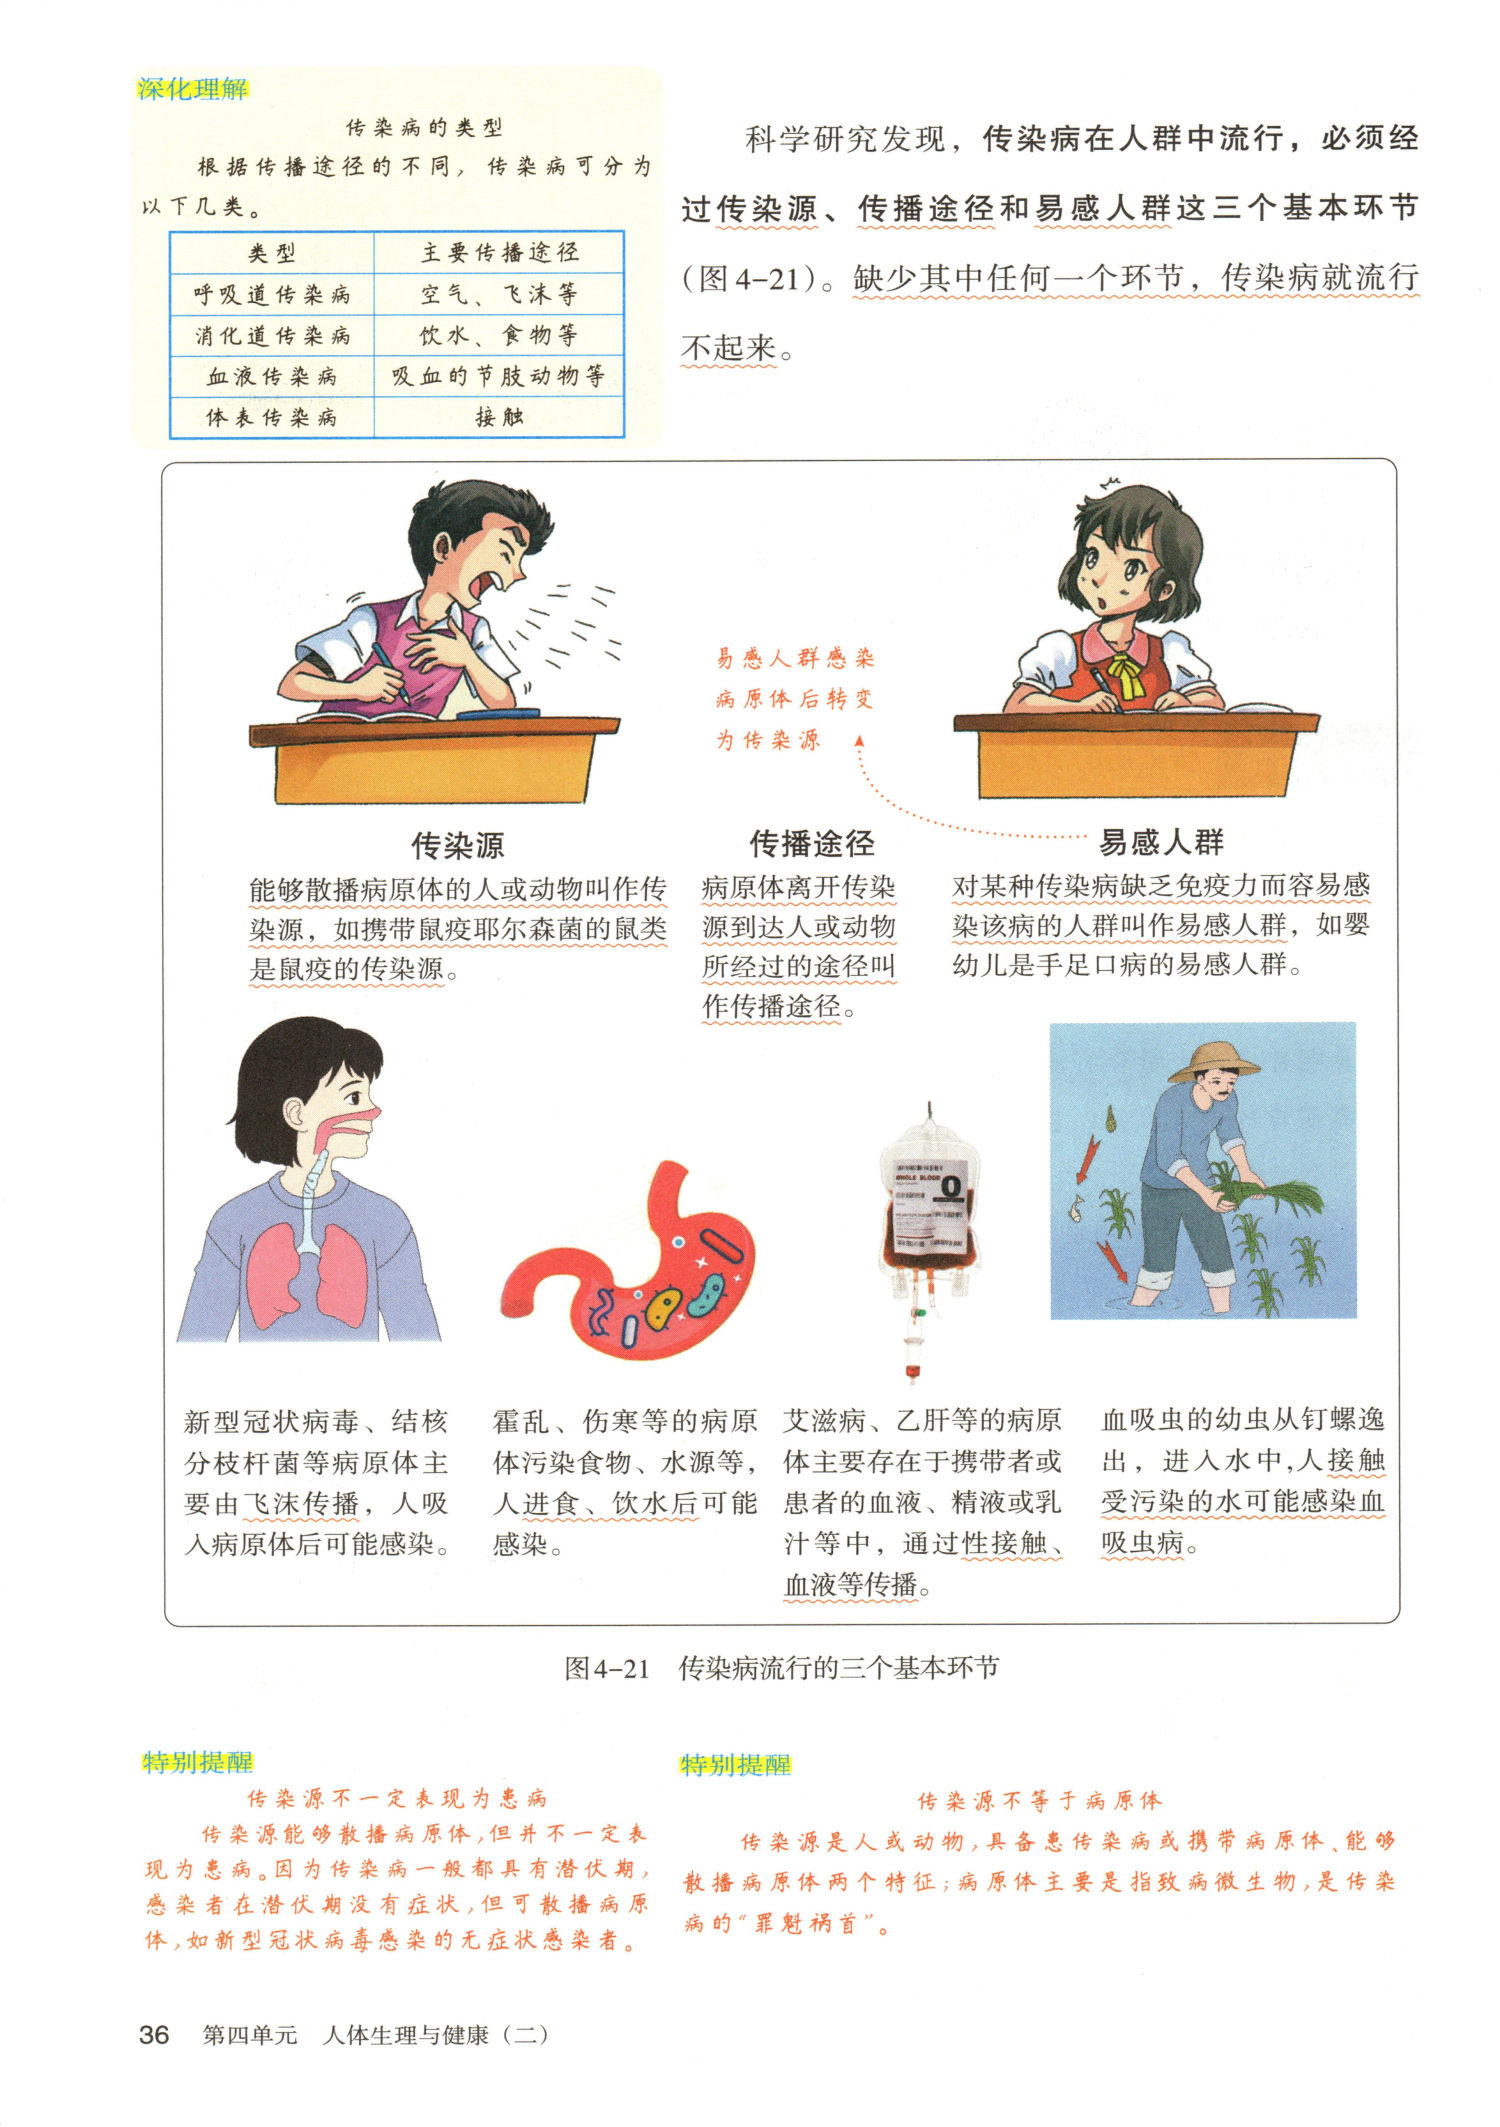 深化理解
传染病的类型
根据传播途径的不同，传染病可分为
以下几类。
类型 主要传播途径
呼吸道传染病 空气、飞沫等
消化道传染病 饮水、食物等
血液传染病 吸血的节肢动物等
体表传染病 接触
科学研究发现，传染病在人群中流行，必须经
过传染源、传播途径和易感人群这三个基本环节
（图4-21）。缺少其中任何一个环节，传染病就流行
不起来。
易感人群感染
病原体后转变
为传染源
传染源
能够散播病原体的人或动物叫作传
染源，如携带鼠疫耶尔森菌的鼠类
是鼠疫的传染源。
传播途径
病原体离开传染
源到达人或动物
所经过的途径叫
作传播途径。
易感人群
对某种传染病缺乏免疫力而容易感
染该病的人群叫作易感人群，如婴
幼儿是手足口病的易感人群。
WHOLE BLOOD
O
新型冠状病毒、结核
分枝杆菌等病原体主
要由飞沫传播，人吸
入病原体后可能感染。
霍乱、伤寒等的病原
体污染食物、水源等，
人进食、饮水后可能
感染。
艾滋病、乙肝等的病原
体主要存在于携带者或
患者的血液、精液或乳
汁等中，通过性接触、
血液等传播。
血吸虫的幼虫从钉螺逸
出，进入水中，人接触
受污染的水可能感染血
吸虫病。
图4-21 传染病流行的三个基本环节
特别提醒
传染源不一定表现为患病
传染源能够散播病原体，但并不一定表
现为患病。因为传染病一般都具有潜伏期，
感染者在潜伏期没有症状，但可散播病原
体，如新型冠状病毒感染的无症状感染者。
特别提醒
传染源不等于病原体
传染源是人或动物，具备患传染病或携带病原体、能够
散播病原体两个特征；病原体主要是指致病微生物，是传染
病的“罪魁祸首”。
36 第四单元 人体生理与健康（二）